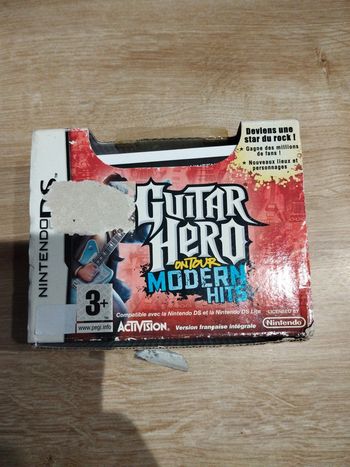 Deviens une
star du rock !
Gagne des millions
de fans !
Nouveaux lieux et
personnages
NINTENDO DS
GUITAR
HERO
ON TOUR
MODERN
HITS
3+
www.pegi.info
ACTIVISION
Compatible avec la Nintendo DS et la Nintendo DS Lite
Version française intégrale
LICENSED BY
Nintendo